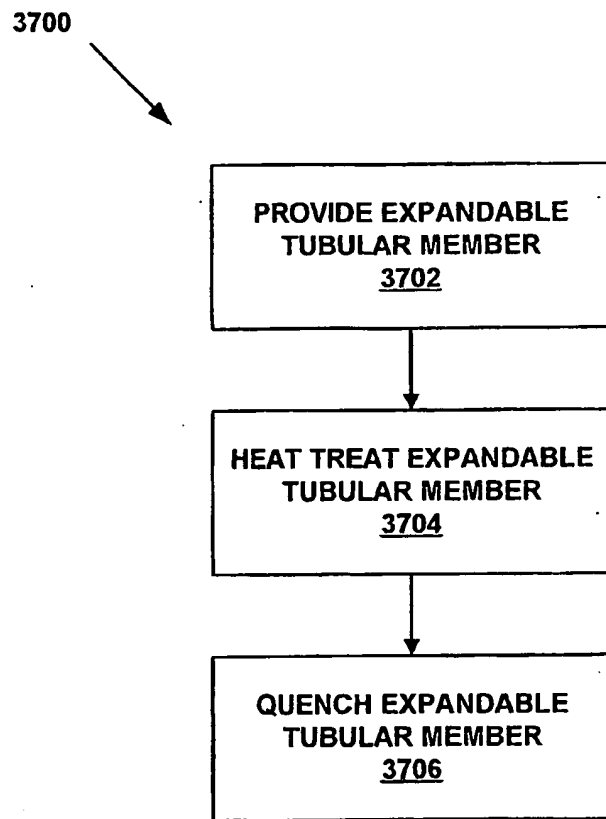 3700
PROVIDE EXPANDABLE
TUBULAR MEMBER
3702
HEAT TREAT EXPANDABLE
TUBULAR MEMBER
3704
QUENCH EXPANDABLE
TUBULAR MEMBER
3706